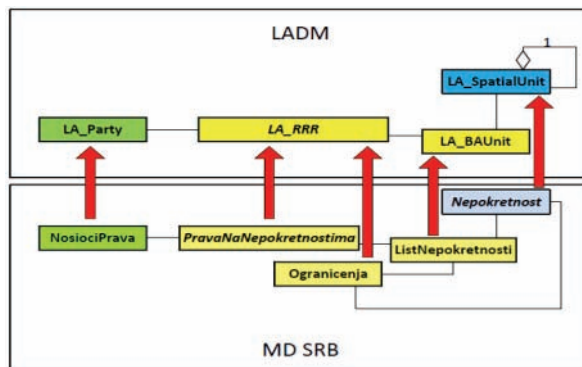 LADM
1
LA_SpatialUnit
LA_Party
LA_RRR
LA_BAUnit
Nepokretnost
NosiociPrava
PravaNaNepokretnostima
ListNepokretnosti
Ogranicenja
MD SRB